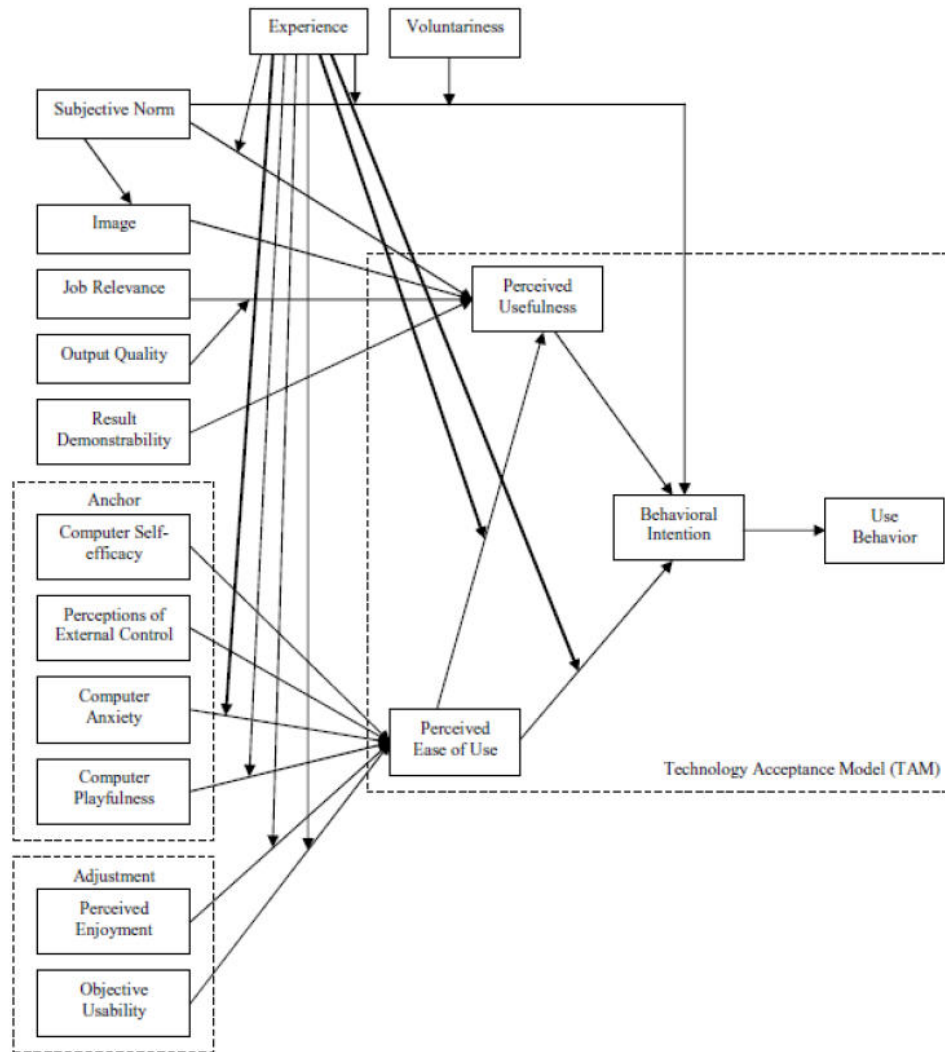 Experience
Voluntariness
Subjective Norm
Image
Job Relevance
Output Quality
Result
Demonstrability
Anchor
Computer Self-
efficacy
Perceptions of
External Control
Computer
Anxiety
Computer
Playfulness
Adjustment
Perceived
Enjoyment
Objective
Usability
Perceived
Usefulness
Perceived
Ease of Use
Behavioral
Intention
Use
Behavior
Technology Acceptance Model (TAM)